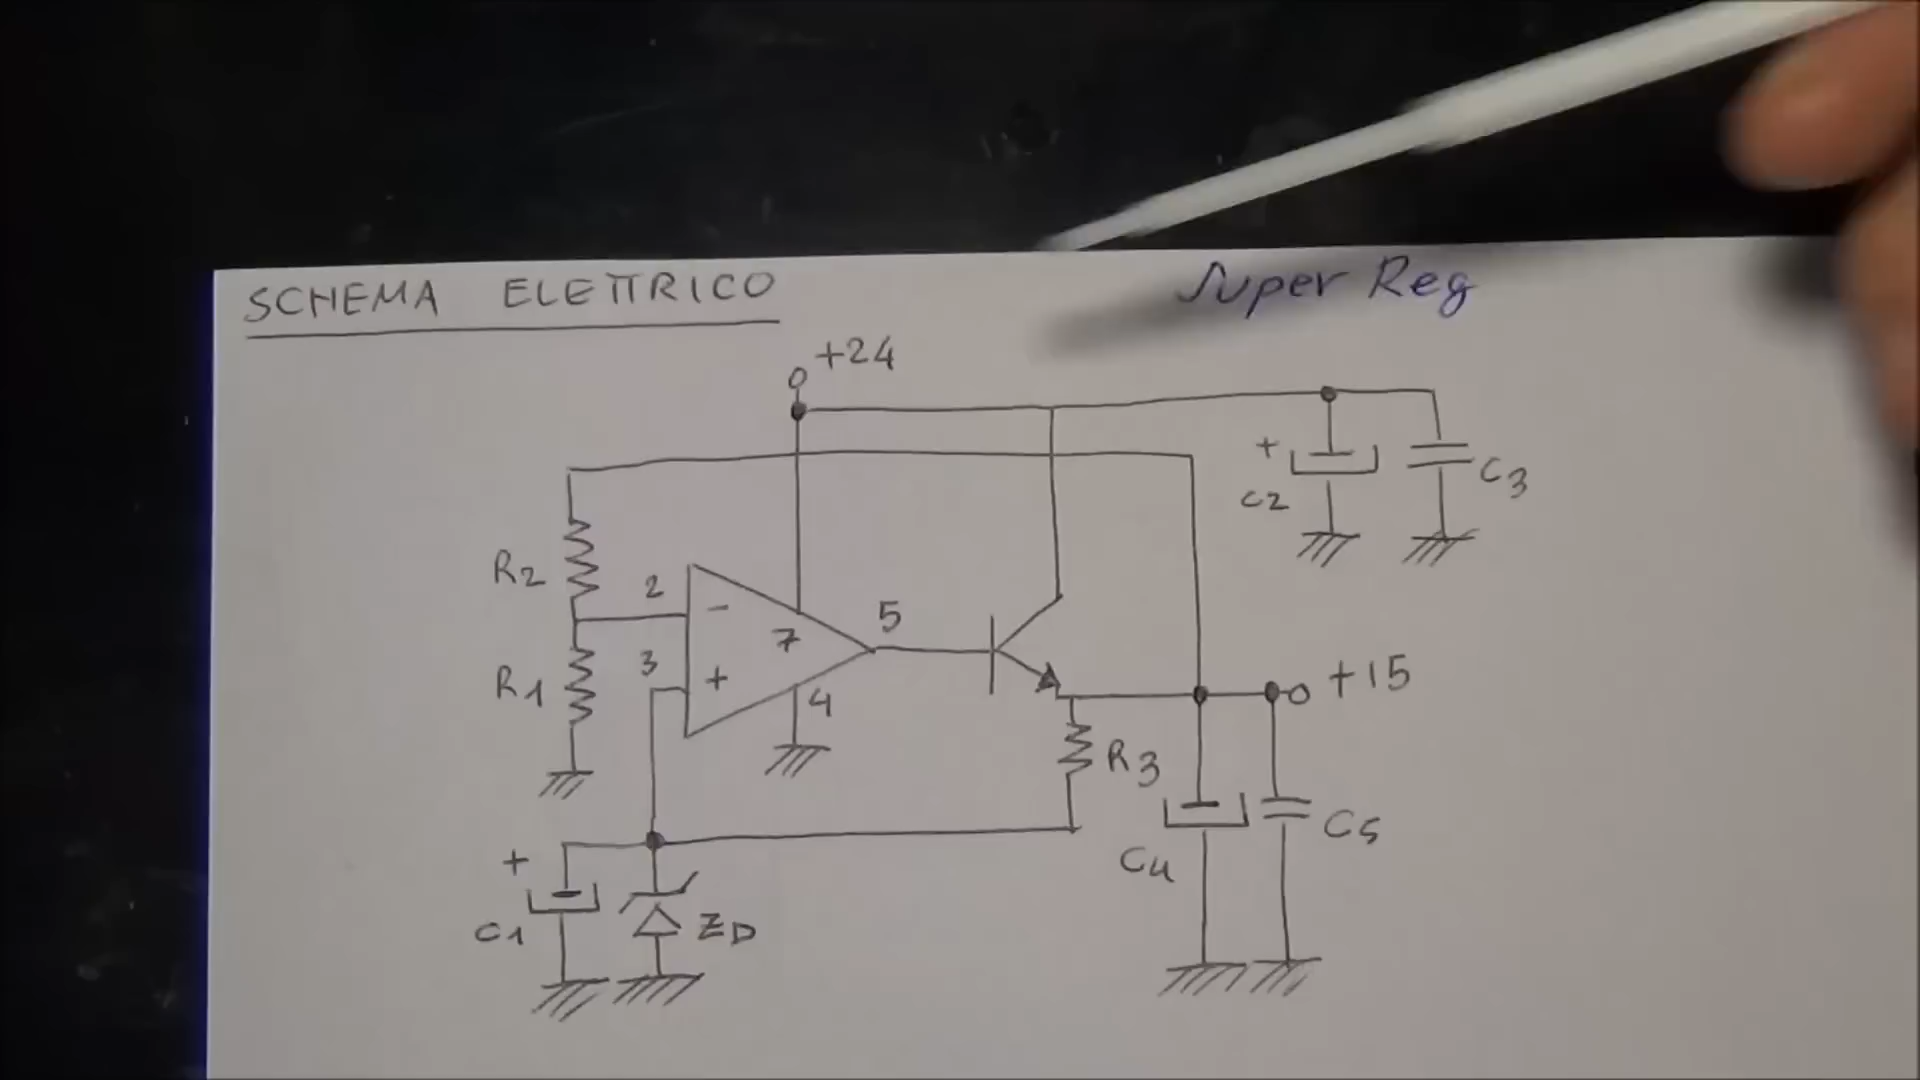 SCHEMA ELETTRICO
Super Reg
+24
+
C2
C3
R2
2
-
7
5
R1
3
+
4
+15
R3
+
C1
ZD
C4
C5